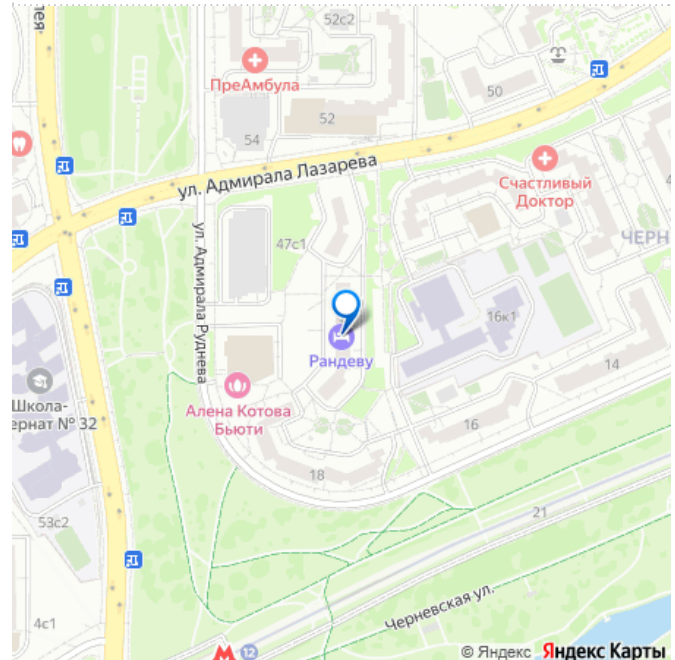 52с2
лея
ПреАмбула
50
52
54
ул. Адмирала Лазарева
Счастливый
Доктор
47с1
ЧЕРН
ул. Адмирала Руднева
16к1
Рандеву
14
Алена Котова
Бьюти
Школа-
ернат № 32
16
18
21
53с2
Черневская ул.
4с1
М
12
© Яндекс Яндекс Карты